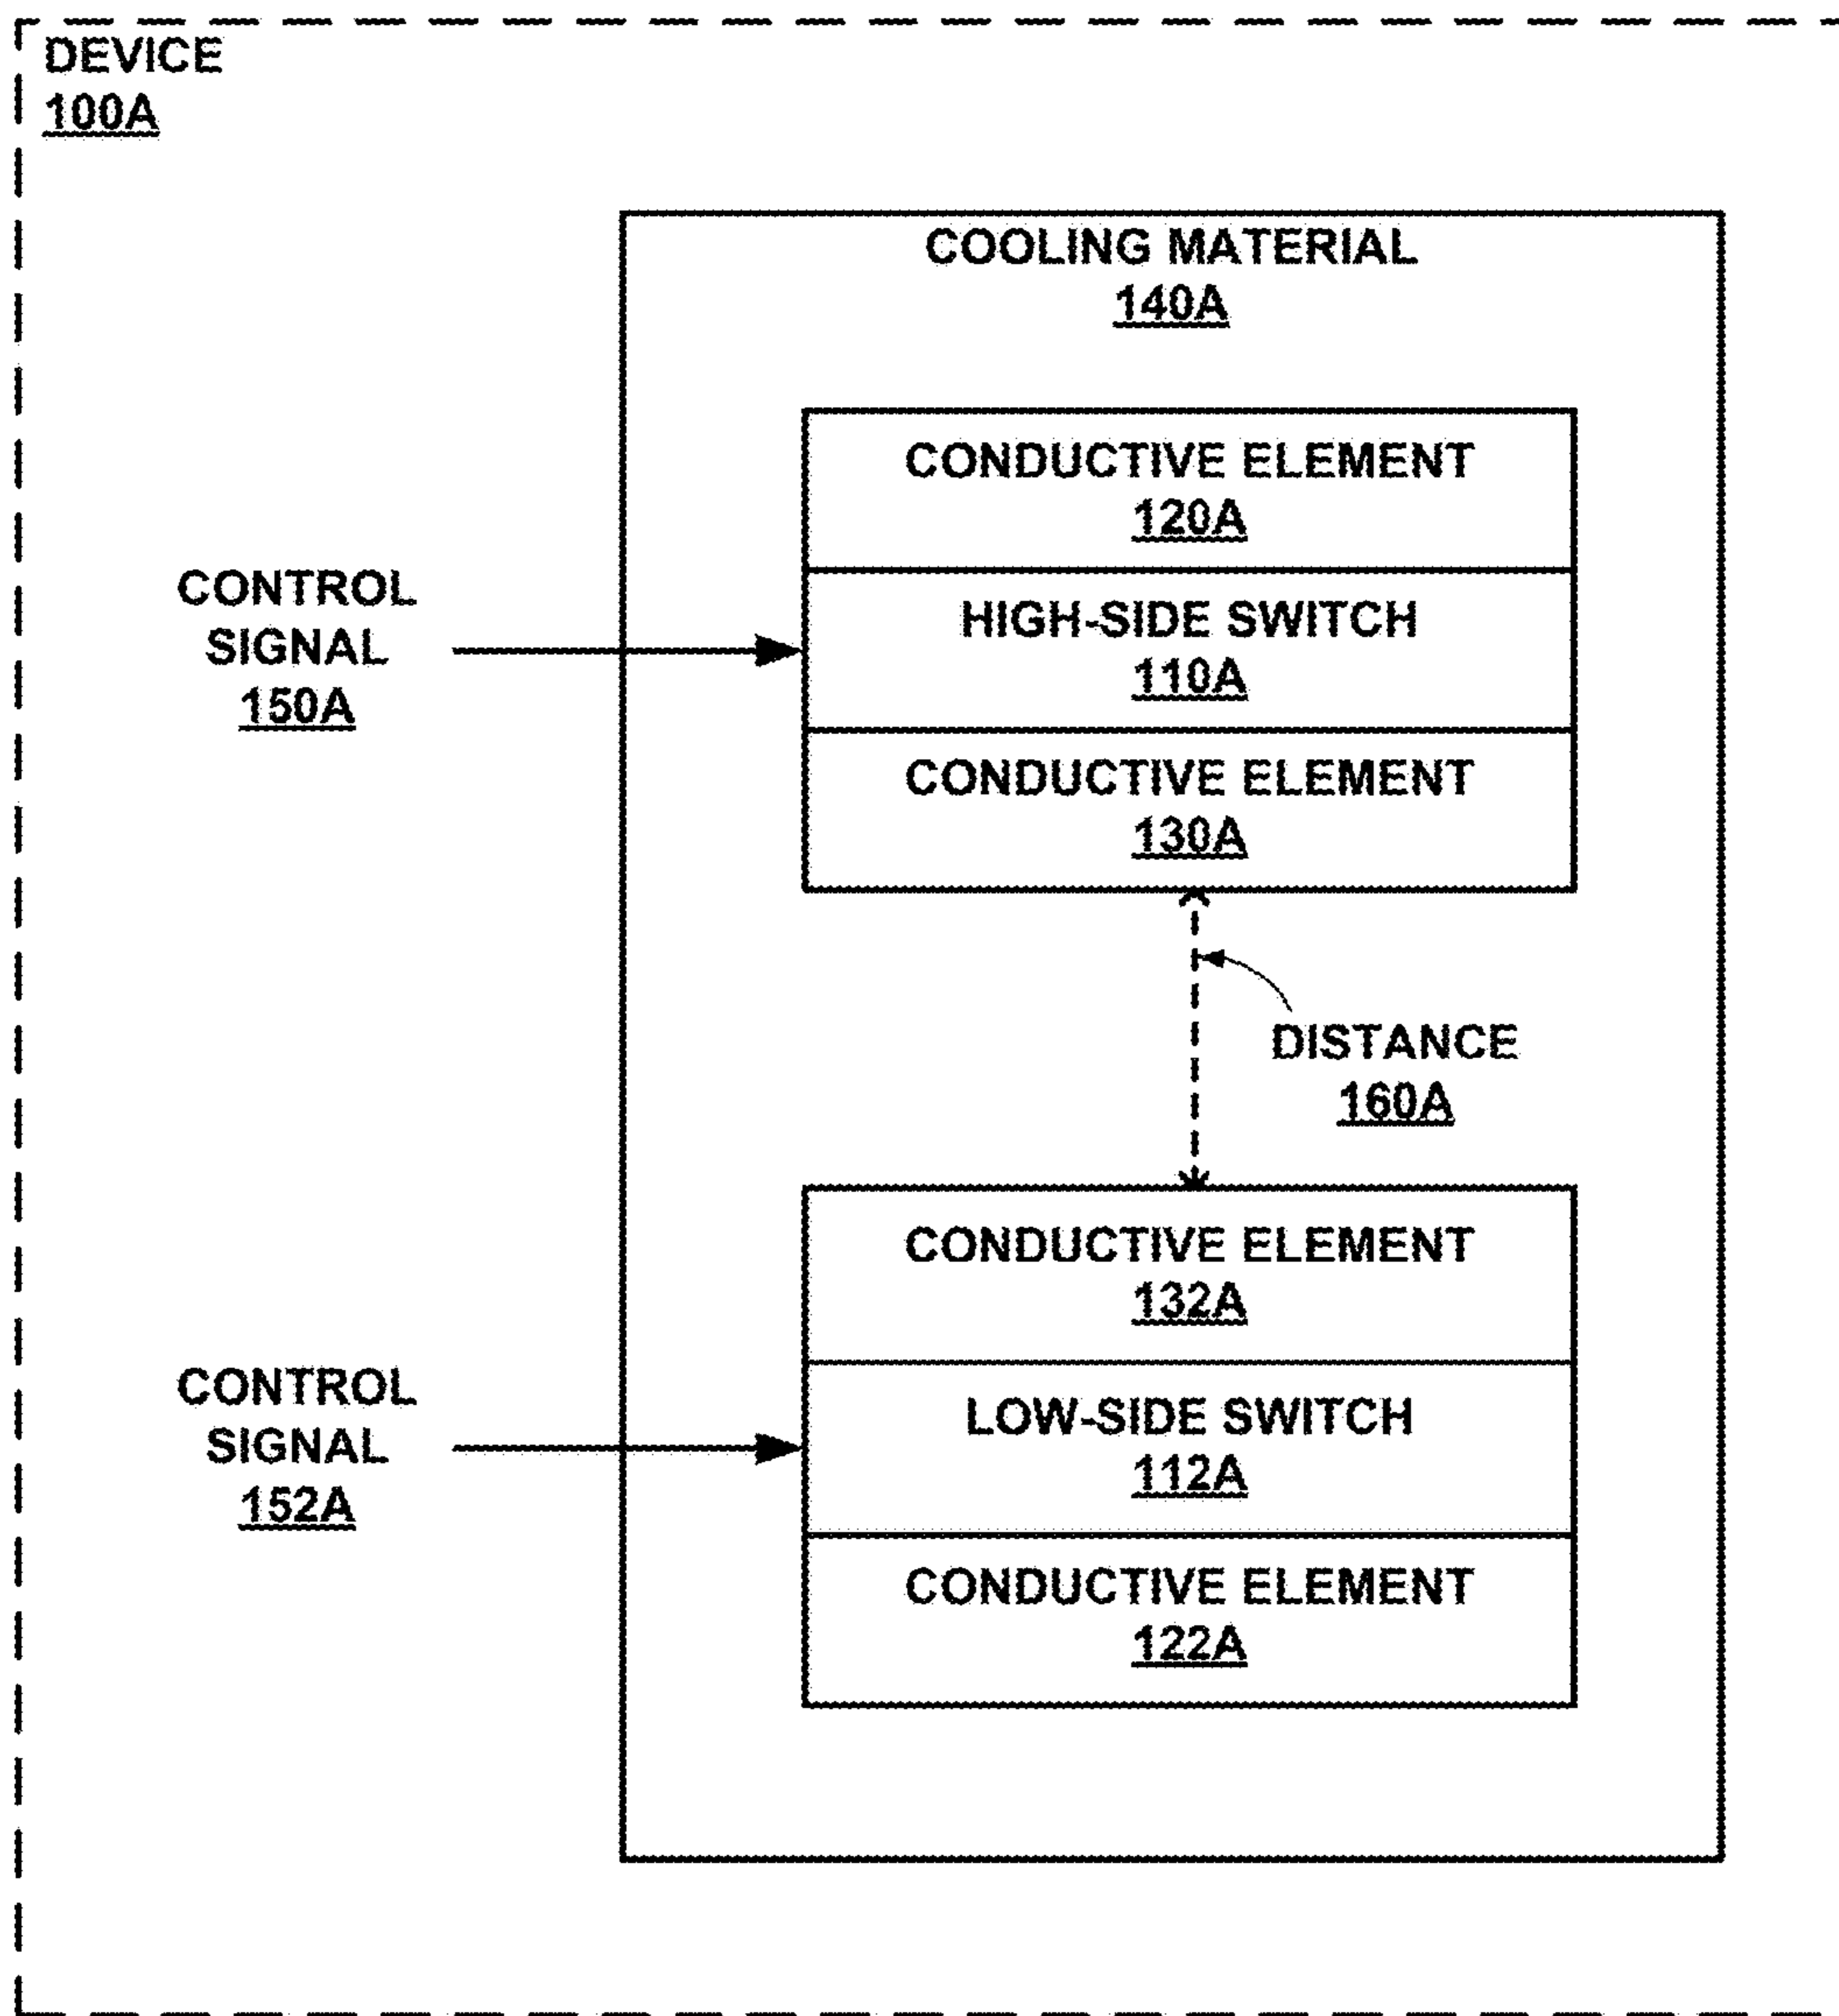 DEVICE
100A
COOLING MATERIAL
140A
CONDUCTIVE ELEMENT
120A
CONTROL
SIGNAL
150A
HIGH-SIDE SWITCH
110A
CONDUCTIVE ELEMENT
130A
DISTANCE
160A
CONDUCTIVE ELEMENT
132A
CONTROL
SIGNAL
152A
LOW-SIDE SWITCH
112A
CONDUCTIVE ELEMENT
122A